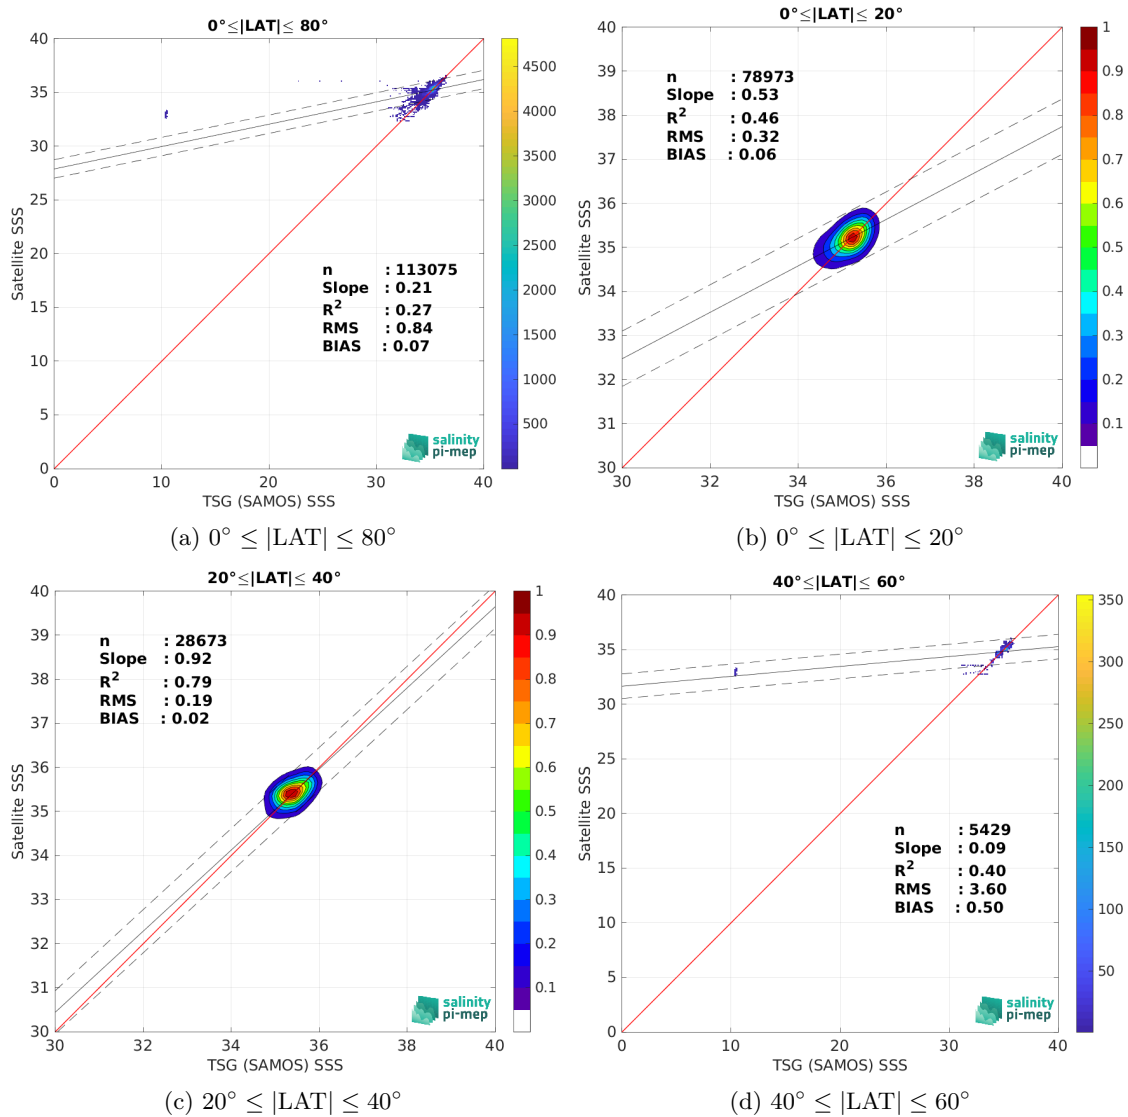 0°≤|LAT|≤ 80°
40
35
30
25
20
15
10
5
0
Satellite SSS
n : 113075
Slope : 0.21
R² : 0.27
RMS : 0.84
BIAS : 0.07
salinity
pi-mep
0 10 20 30 40
TSG (SAMOS) SSS
4500
4000
3500
3000
2500
2000
1500
1000
500
(a) 0° ≤ |LAT| ≤ 80°
0°≤|LAT|≤ 20°
40
39
38
37
36
35
34
33
32
31
30
Satellite SSS
n : 78973
Slope : 0.53
R² : 0.46
RMS : 0.32
BIAS : 0.06
salinity
pi-mep
30 32 34 36 38 40
TSG (SAMOS) SSS
1
0.9
0.8
0.7
0.6
0.5
0.4
0.3
0.2
0.1
(b) 0° ≤ |LAT| ≤ 20°
20°≤|LAT|≤ 40°
40
39
38
37
36
35
34
33
32
31
30
Satellite SSS
n : 28673
Slope : 0.92
R² : 0.79
RMS : 0.19
BIAS : 0.02
salinity
pi-mep
30 32 34 36 38 40
TSG (SAMOS) SSS
1
0.9
0.8
0.7
0.6
0.5
0.4
0.3
0.2
0.1
(c) 20° ≤ |LAT| ≤ 40°
40°≤|LAT|≤ 60°
40
35
30
25
20
15
10
5
0
Satellite SSS
n : 5429
Slope : 0.09
R² : 0.40
RMS : 3.60
BIAS : 0.50
salinity
pi-mep
0 10 20 30 40
TSG (SAMOS) SSS
350
300
250
200
150
100
50
(d) 40° ≤ |LAT| ≤ 60°